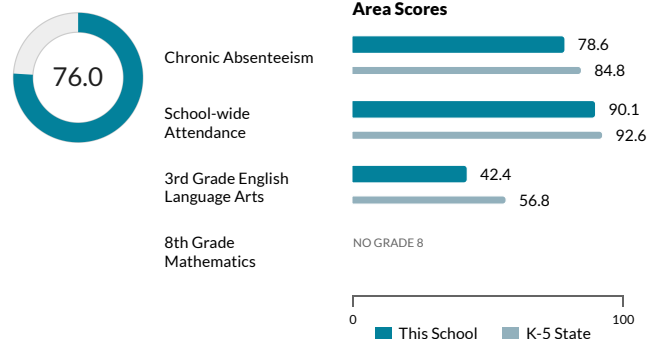 Area Scores
76.0
Chronic Absenteeism
78.6
84.8
School-wide
Attendance
90.1
92.6
3rd Grade English
Language Arts
42.4
56.8
8th Grade
Mathematics
NO GRADE 8
0
100
This School
K-5 State